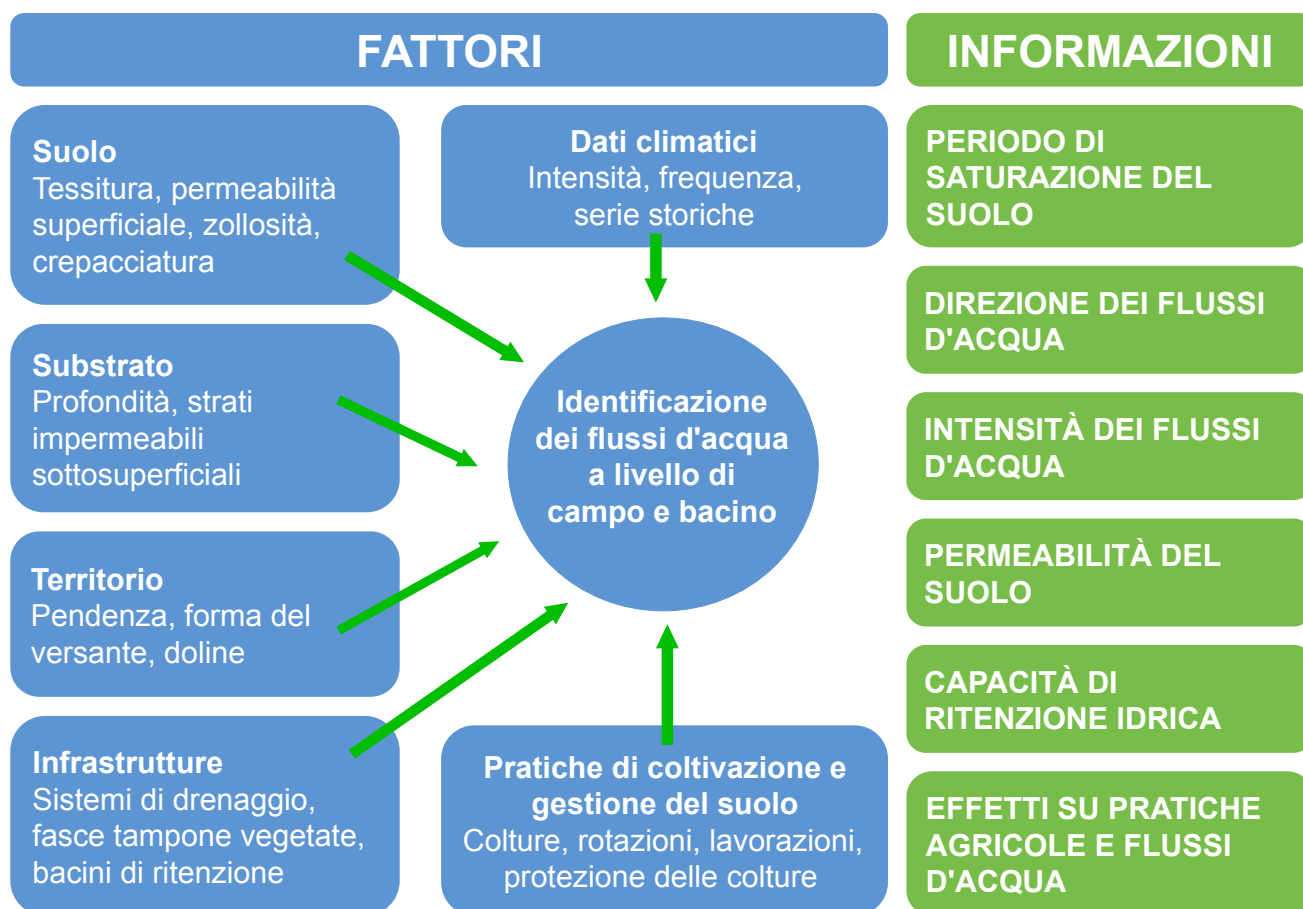 FATTORI
INFORMAZIONI
Suolo
Tessitura, permeabilità
superficiale, zollosità,
crepacciatura
Dati climatici
Intensità, frequenza,
serie storiche
Substrato
Profondità, strati
impermeabili
sottosuperficiali
Identificazione
dei flussi d'acqua
a livello di
campo e bacino
Territorio
Pendenza, forma del
versante, doline
Infrastrutture
Sistemi di drenaggio,
fasce tampone vegetate,
bacini di ritenzione
Pratiche di coltivazione e
gestione del suolo
Colture, rotazioni, lavorazioni,
protezione delle colture
PERIODO DI
SATURAZIONE DEL
SUOLO
DIREZIONE DEI FLUSSI
D'ACQUA
INTENSITÀ DEI FLUSSI
D'ACQUA
PERMEABILITÀ DEL
SUOLO
CAPACITÀ DI
RITENZIONE IDRICA
EFFETTI SU PRATICHE
AGRICOLE E FLUSSI
D'ACQUA